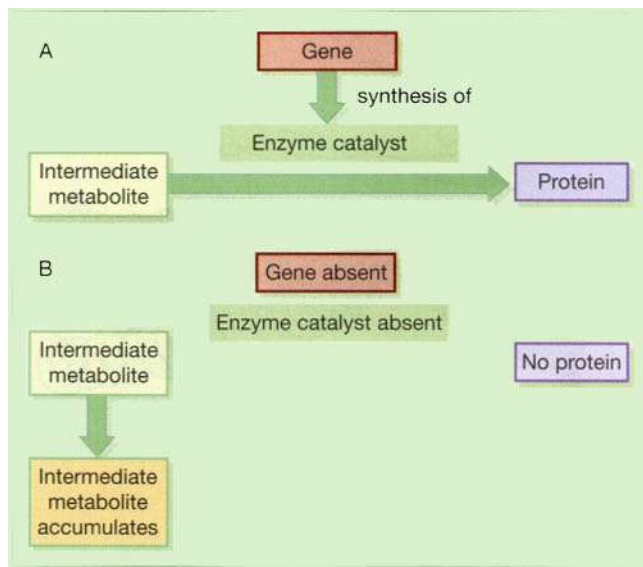 A
Gene
synthesis of
Enzyme catalyst
Intermediate
metabolite
Protein
B
Gene absent
Enzyme catalyst absent
Intermediate
metabolite
No protein
Intermediate
metabolite
accumulates